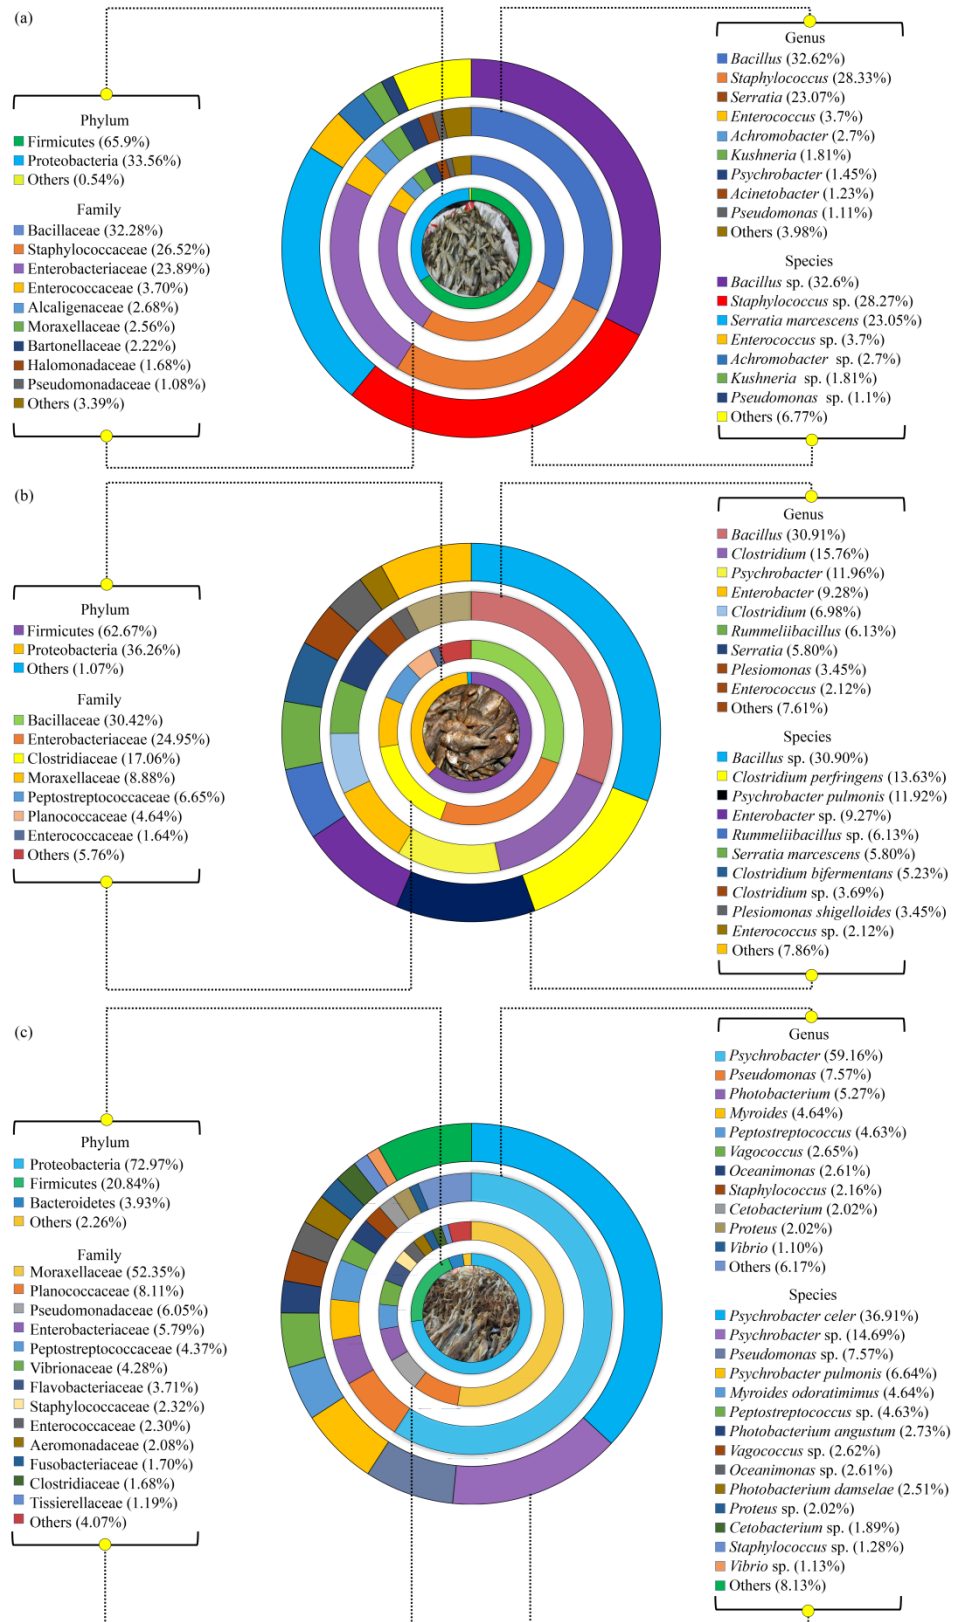 (a)
Phylum
Firmicutes (65.9%)
Proteobacteria (33.56%)
Others (0.54%)
Family
Bacillaceae (32.28%)
Staphylococcaceae (26.52%)
Enterobacteriaceae (23.89%)
Enterococcaceae (3.70%)
Alcaligenaceae (2.68%)
Moraxellaceae (2.56%)
Bartonellaceae (2.22%)
Halomonadaceae (1.68%)
Pseudomonadaceae (1.08%)
Others (3.39%)
Genus
Bacillus (32.62%)
Staphylococcus (28.33%)
Serratia (23.07%)
Enterococcus (3.7%)
Achromobacter (2.7%)
Kushneria (1.81%)
Psychrobacter (1.45%)
Acinetobacter (1.23%)
Pseudomonas (1.11%)
Others (3.98%)
Species
Bacillus sp. (32.6%)
Staphylococcus sp. (28.27%)
Serratia marcescens (23.05%)
Enterococcus sp. (3.7%)
Achromobacter sp. (2.7%)
Kushneria sp. (1.81%)
Pseudomonas sp. (1.1%)
Others (6.77%)
(b)
Phylum
Firmicutes (62.67%)
Proteobacteria (36.26%)
Others (1.07%)
Family
Bacillaceae (30.42%)
Enterobacteriaceae (24.95%)
Clostridiaceae (17.06%)
Moraxellaceae (8.88%)
Peptostreptococcaceae (6.65%)
Planococcaceae (4.64%)
Enterococcaceae (1.64%)
Others (5.76%)
Genus
Bacillus (30.91%)
Clostridium (15.76%)
Psychrobacter (11.96%)
Enterobacter (9.28%)
Clostridium (6.98%)
Rummeliibacillus (6.13%)
Serratia (5.80%)
Plesiomonas (3.45%)
Enterococcus (2.12%)
Others (7.61%)
Species
Bacillus sp. (30.90%)
Clostridium perfringens (13.63%)
Psychrobacter pulmonis (11.92%)
Enterobacter sp. (9.27%)
Rummeliibacillus sp. (6.13%)
Serratia marcescens (5.80%)
Clostridium bifermentans (5.23%)
Clostridium sp. (3.69%)
Plesiomonas shigelloides (3.45%)
Enterococcus sp. (2.12%)
Others (7.86%)
(c)
Phylum
Proteobacteria (72.97%)
Firmicutes (20.84%)
Bacteroidetes (3.93%)
Others (2.26%)
Family
Moraxellaceae (52.35%)
Planococcaceae (8.11%)
Pseudomonadaceae (6.05%)
Enterobacteriaceae (5.79%)
Peptostreptococcaceae (4.37%)
Vibrionaceae (4.28%)
Flavobacteriaceae (3.71%)
Staphylococcaceae (2.32%)
Enterococcaceae (2.30%)
Aeromonadaceae (2.08%)
Fusobacteriaceae (1.70%)
Clostridiaceae (1.68%)
Tissierellaceae (1.19%)
Others (4.07%)
Genus
Psychrobacter (59.16%)
Pseudomonas (7.57%)
Photobacterium (5.27%)
Myroides (4.64%)
Peptostreptococcus (4.63%)
Vagococcus (2.65%)
Oceanimonas (2.61%)
Staphylococcus (2.16%)
Cetobacterium (2.02%)
Proteus (2.02%)
Vibrio (1.10%)
Others (6.17%)
Species
Psychrobacter celer (36.91%)
Psychrobacter sp. (14.69%)
Pseudomonas sp. (7.57%)
Psychrobacter pulmonis (6.64%)
Myroides odoratimimus (4.64%)
Peptostreptococcus sp. (4.63%)
Photobacterium angustum (2.73%)
Vagococcus sp. (2.62%)
Oceanimonas sp. (2.61%)
Photobacterium damselae (2.51%)
Proteus sp. (2.02%)
Cetobacterium sp. (1.89%)
Staphylococcus sp. (1.28%)
Vibrio sp. (1.13%)
Others (8.13%)